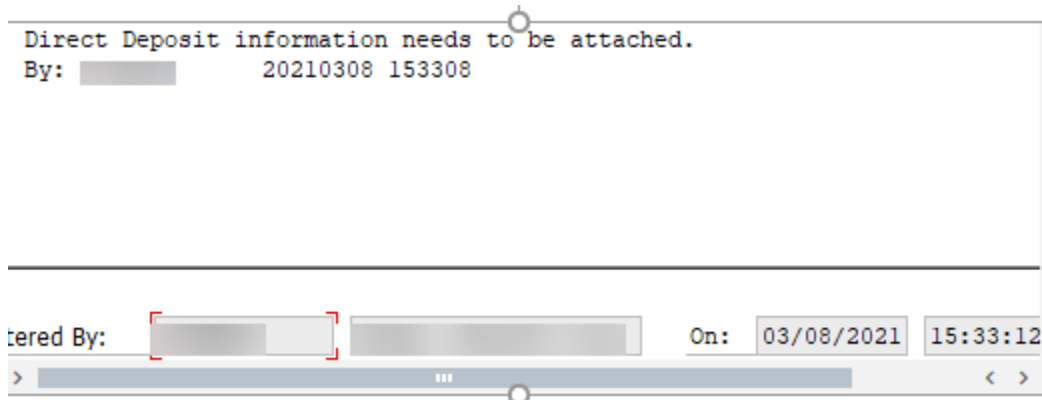 Direct Deposit information needs to be attached.
By: 20210308 153308
tered By: On: 03/08/2021 15:33:12